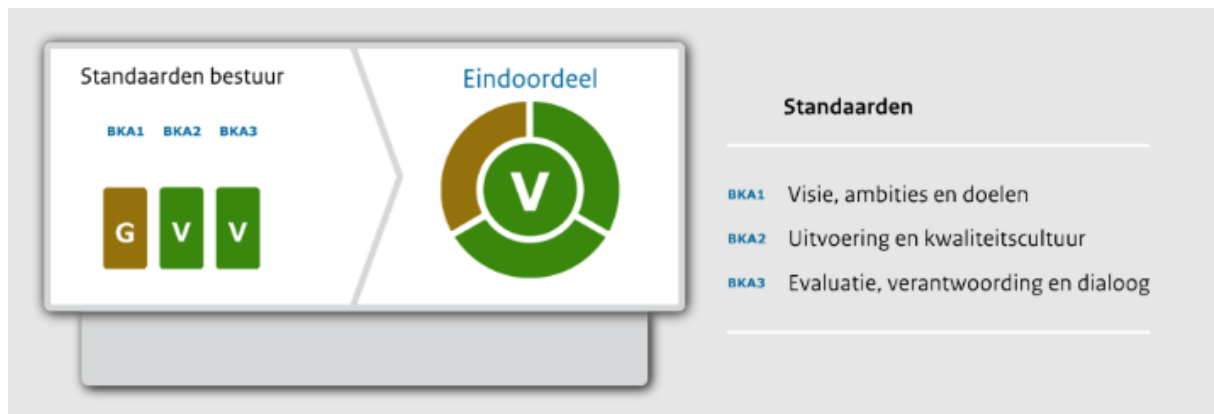 Standaarden bestuur
BKA1 BKA2 BKA3
G V V
Eindoordeel
V
Standaarden
BKA1 Visie, ambities en doelen
BKA2 Uitvoering en kwaliteitscultuur
BKA3 Evaluatie, verantwoording en dialoog